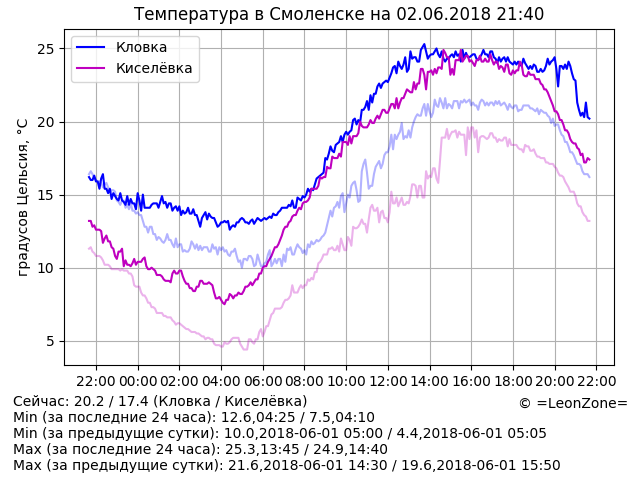 Температура в Смоленске на 02.06.2018 21:40
Кловка
Киселёвка
градусов Цельсия, °C
25
20
15
10
5
22:00 00:00 02:00 04:00 06:00 08:00 10:00 12:00 14:00 16:00 18:00 20:00 22:00
Сейчас: 20.2 / 17.4 (Кловка / Киселёвка)
© =LeonZone=
Min (за последние 24 часа): 12.6,04:25 / 7.5,04:10
Min (за предыдущие сутки): 10.0,2018-06-01 05:00 / 4.4,2018-06-01 05:05
Max (за последние 24 часа): 25.3,13:45 / 24.9,14:40
Max (за предыдущие сутки): 21.6,2018-06-01 14:30 / 19.6,2018-06-01 15:50